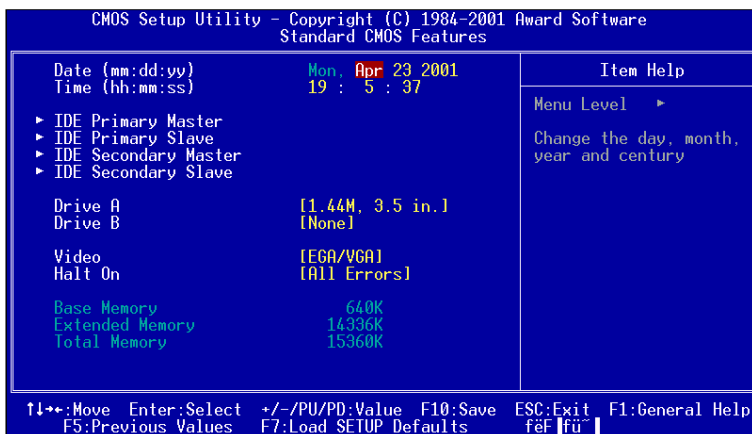 CMOS Setup Utility – Copyright (C) 1984-2001 Award Software
Standard CMOS Features
Date (mm:dd:yy) Mon, Apr 23 2001
Time (hh:mm:ss) 19 : 5 : 37
► IDE Primary Master
► IDE Primary Slave
► IDE Secondary Master
► IDE Secondary Slave
Drive A [1.44M, 3.5 in.]
Drive B [None]
Video [EGA/VGA]
Halt On [All Errors]
Base Memory 640K
Extended Memory 14336K
Total Memory 15360K
Item Help
Menu Level ►
Change the day, month,
year and century
↑↓→←:Move Enter:Select +/-/PU/PD:Value F10:Save ESC:Exit F1:General Help
F5:Previous Values F7:Load SETUP Defaults fëF fü˜